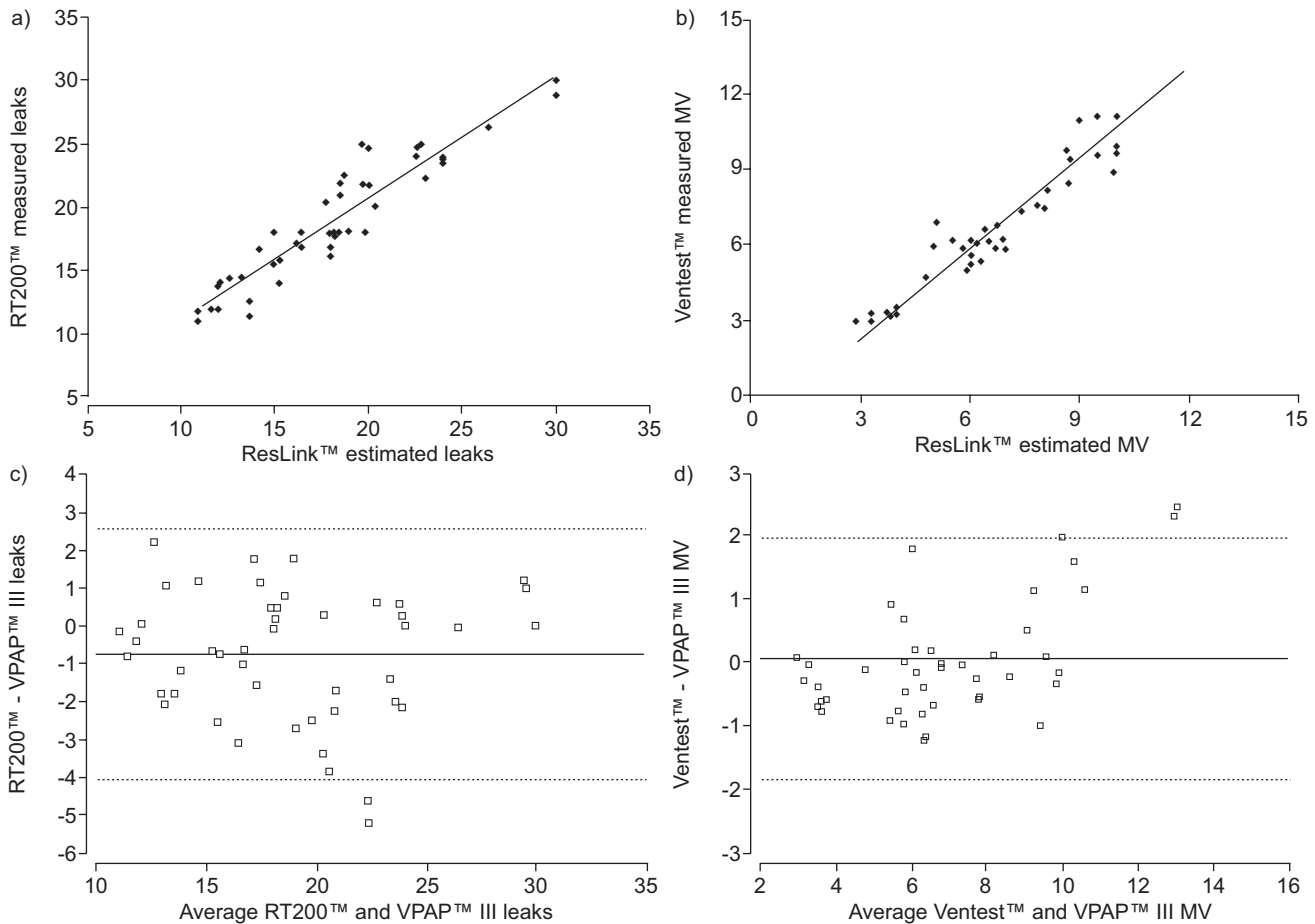 a)
RT200™ measured leaks
35
30
25
20
15
10
5
5 10 15 20 25 30 35
ResLink™ estimated leaks
b)
Ventest™ measured MV
15
12
9
6
3
0
0 3 6 9 12 15
ResLink™ estimated MV
c)
RT200™ - VPAP™ III leaks
4
3
2
1
0
-1
-2
-3
-4
-5
-6
10 15 20 25 30 35
Average RT200™ and VPAP™ III leaks
d)
Ventest™ - VPAP™ III MV
3
2
1
0
-1
-2
-3
2 4 6 8 10 12 14 16
Average Ventest™ and VPAP™ III MV